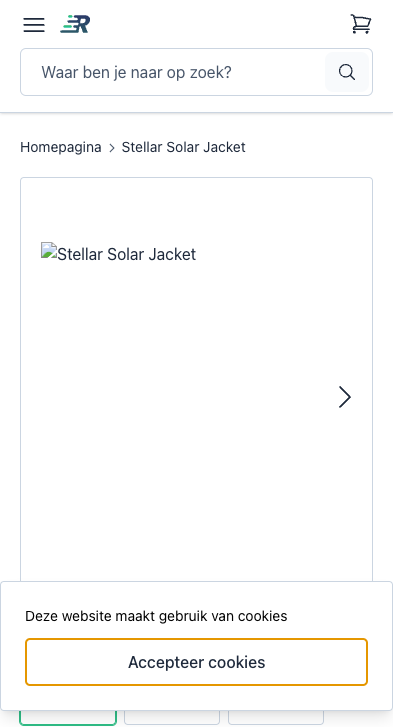 Waar ben je naar op zoek?
Homepagina > Stellar Solar Jacket
Stellar Solar Jacket
Deze website maakt gebruik van cookies
Accepteer cookies